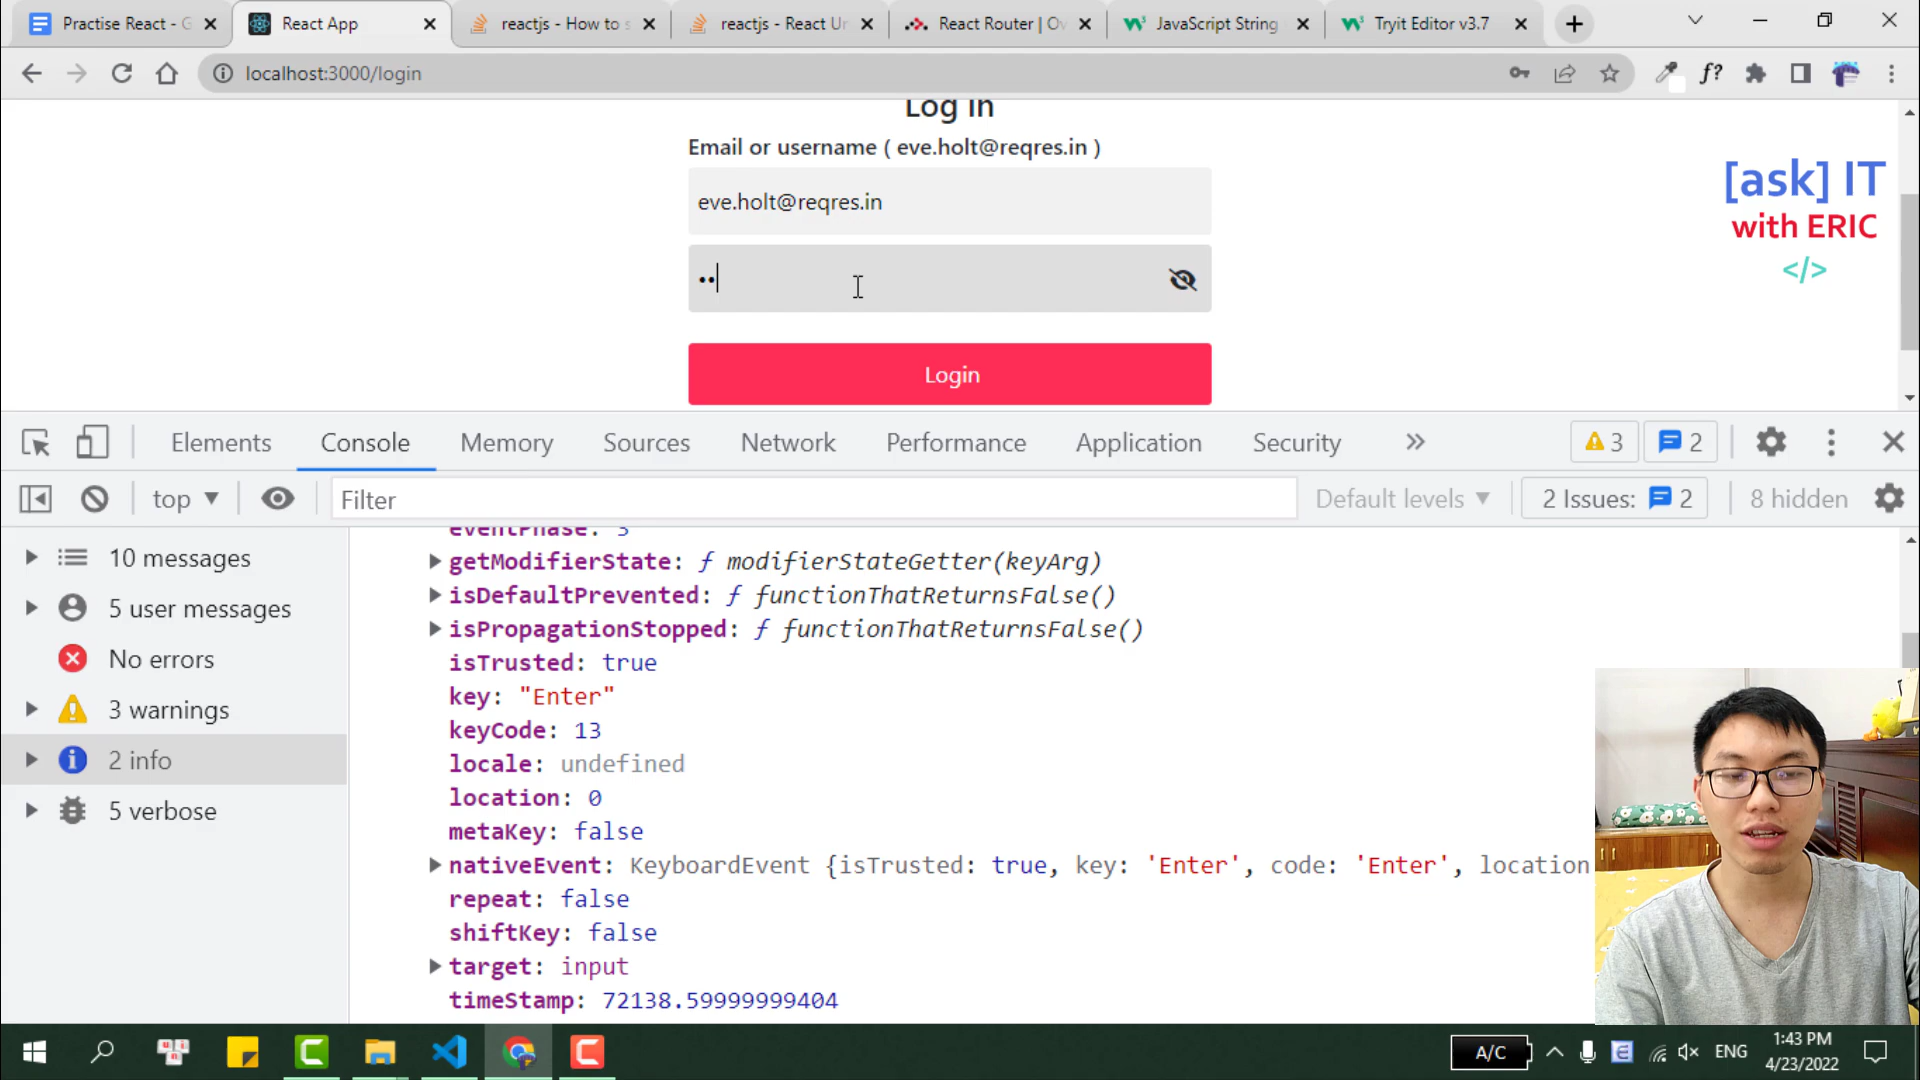 Practise React - G
React App
reactjs - How to s
reactjs - React Ur
React Router | Ov
JavaScript String
Tryit Editor v3.7
localhost:3000/login
f?
Log in
Email or username ( eve.holt@reqres.in )
eve.holt@reqres.in
••
Login
[ask] IT
with ERIC
</>
Elements
Console
Memory
Sources
Network
Performance
Application
Security
3
2
top
Filter
Default levels
2 Issues: 2
8 hidden
10 messages
5 user messages
No errors
3 warnings
2 info
5 verbose
eventPhase: 3
getModifierState: ƒ modifierStateGetter(keyArg)
isDefaultPrevented: ƒ functionThatReturnsFalse()
isPropagationStopped: ƒ functionThatReturnsFalse()
isTrusted: true
key: "Enter"
keyCode: 13
locale: undefined
location: 0
metaKey: false
nativeEvent: KeyboardEvent {isTrusted: true, key: 'Enter', code: 'Enter', location
repeat: false
shiftKey: false
target: input
timeStamp: 72138.59999999404
A/C
ENG
1:43 PM
4/23/2022